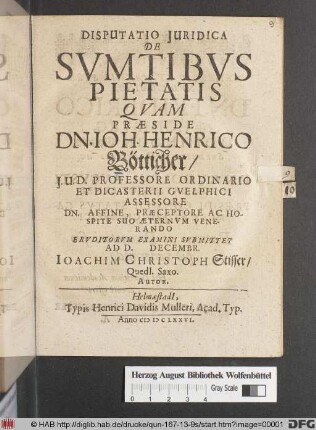 DISPUTATIO JURIDICA
DE
SVMTIBVS
PIETATIS
QVAM
PRÆSIDE
DN. IOH. HENRICO
Bötticher/
J.U.D. PROFESSORE ORDINARIO
ET DICASTERII GVELPHICI
ASSESSORE
DN. AFFINE, PRÆCEPTORE AC HO-
SPITE SUO ÆTERNVM VENE-
RANDO
ERVDITORVM EXAMINI SVBMITTET
AD D. DECEMBR.
IOACHIM CHRISTOPH Stisser/
Quedl. Saxo.
Autor.
Helmæstadt,
Typis Henrici Davidis Mulleri, Acad. Typ.
Herzog August Bibliothek Wolfenbüttel
Gray Scale
© HAB http://diglib.hab.de/drucke/qun-167-13-9s/start.htm?image=00001
DFG